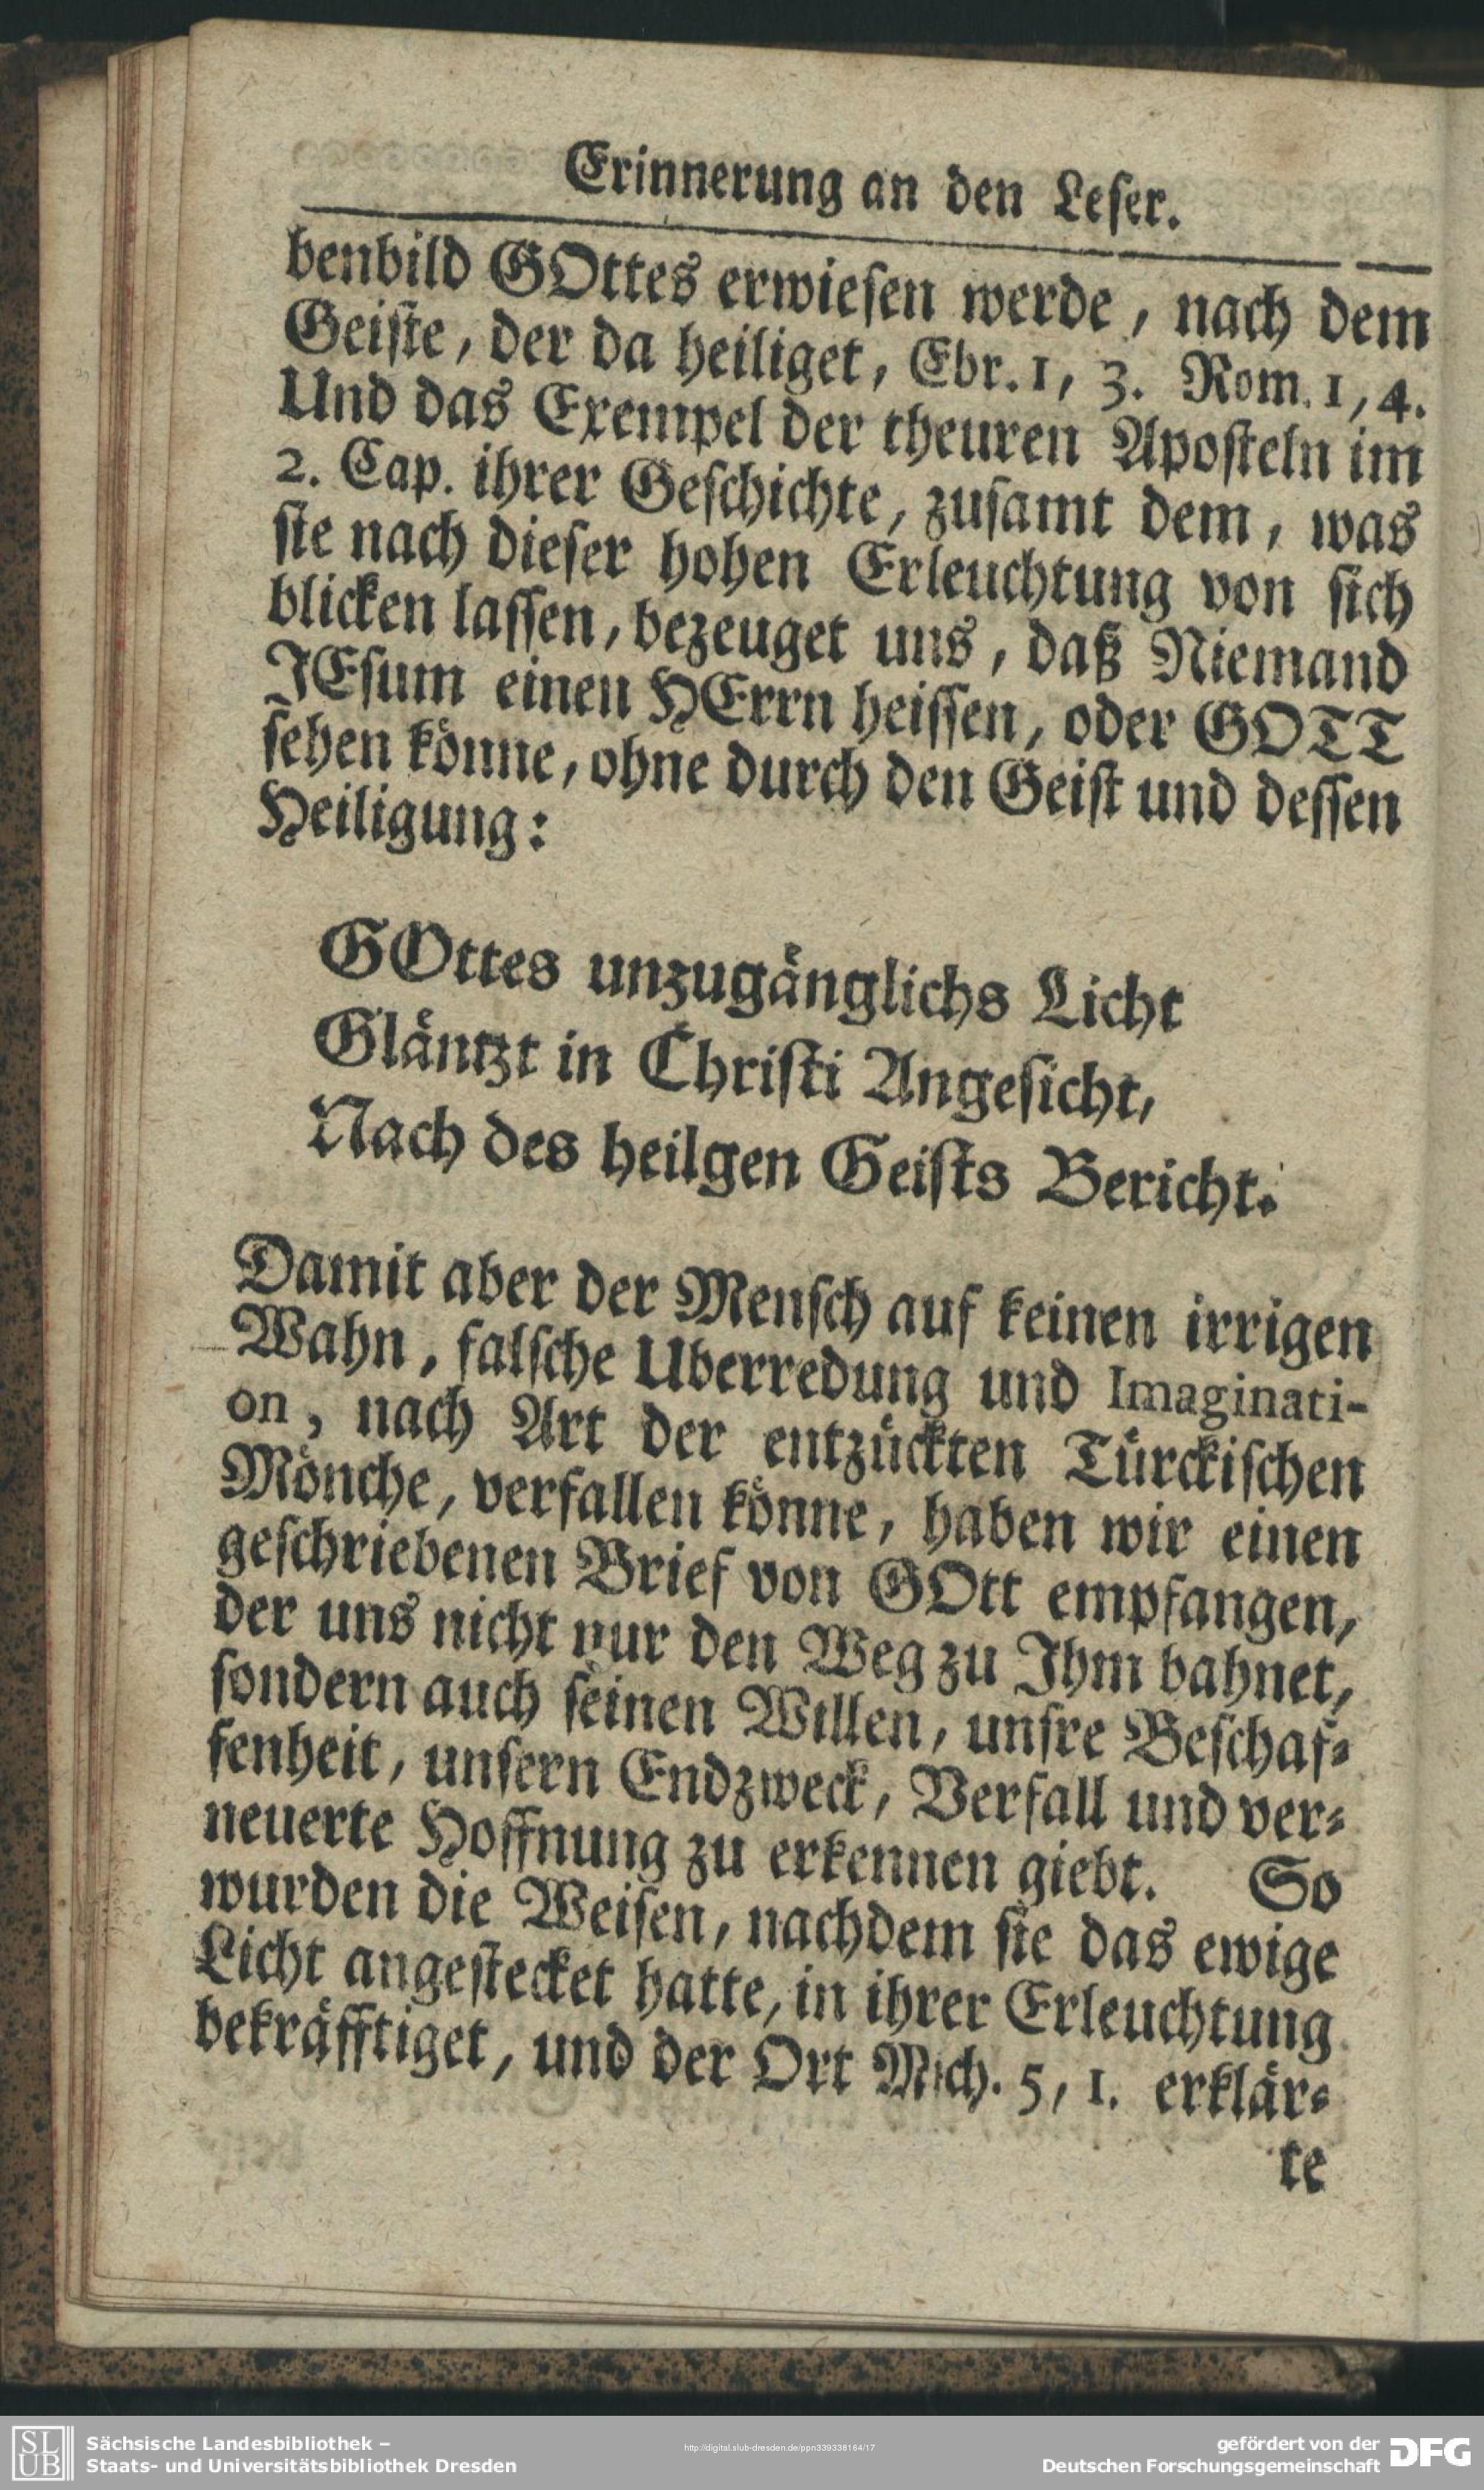 Erinnerung an den Leser.
benbild GOttes erwiesen werde, nach dem
Geiste, der da heiliget, Ebr. 1, 3. Rom. 1, 4.
Und das Exempel der theuren Aposteln im
2. Cap. ihrer Geschichte, zusamt dem, was
sie nach dieser hohen Erleuchtung von sich
blicken lassen, bezeuget uns, daß Niemand
JEsum einen HErrn heissen, oder GOTT
sehen könne, ohne durch den Geist und dessen
Heiligung:
GOttes unzugänglichs Licht
Gläntzt in Christi Angesicht,
Nach des heilgen Geists Bericht.
Damit aber der Mensch auf keinen irrigen
Wahn, falsche Uberredung und Imaginati-
on, nach Art der entzückten Türckischen
Mönche, verfallen könne, haben wir einen
geschriebenen Brief von GOtt empfangen,
der uns nicht nur den Weg zu Ihm bahnet,
sondern auch seinen Willen, unsre Beschaf-
fenheit, unsern Endzweck, Verfall und ver-
neuerte Hoffnung zu erkennen giebt. So
wurden die Weisen, nachdem sie das ewige
Licht angestecket hatte, in ihrer Erleuchtung
bekräfftiget, und der Ort Mich. 5, 1. erklär-
te
SLUB
Sächsische Landesbibliothek –
Staats- und Universitätsbibliothek Dresden
http://digital.slub-dresden.de/ppn339338164/17
gefördert von der
Deutschen Forschungsgemeinschaft
DFG